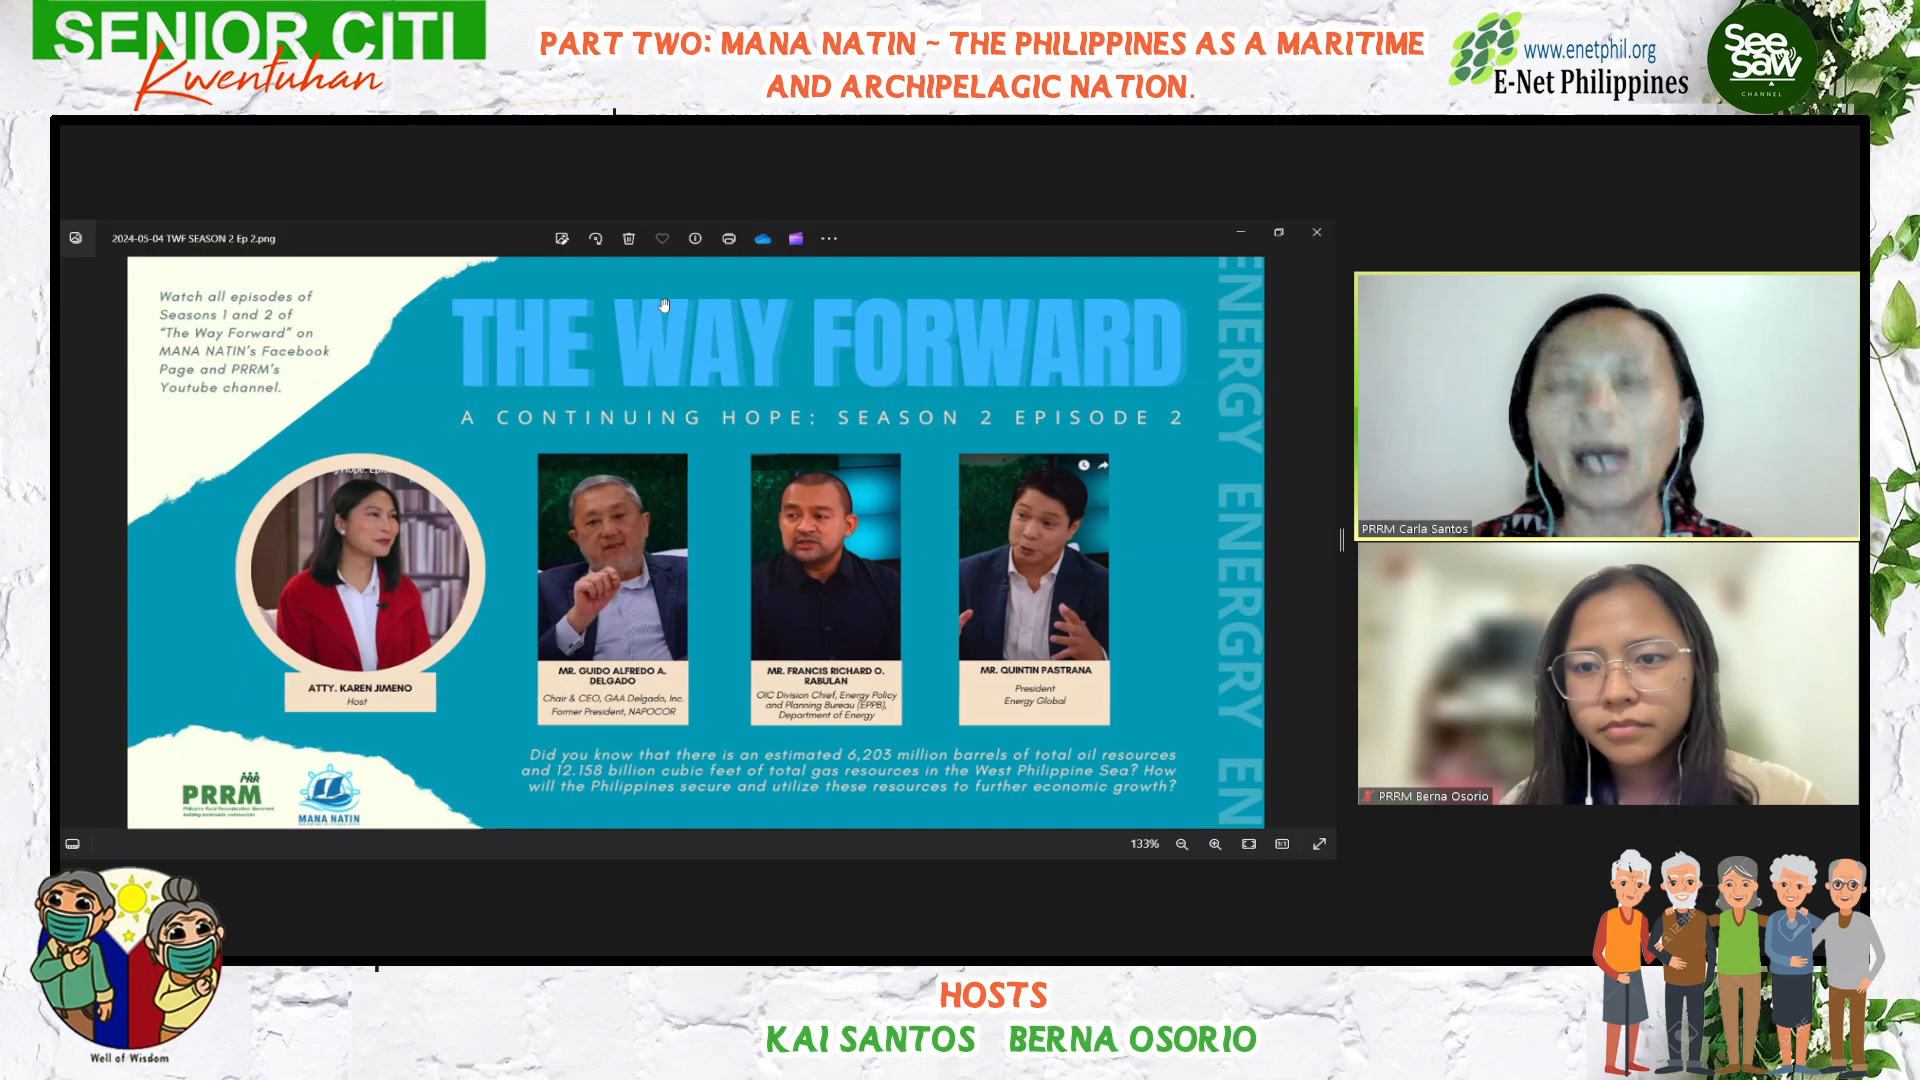 SENIOR CITI
Kwentuhan
PART TWO: MANA NATIN ~ THE PHILIPPINES AS A MARITIME
AND ARCHIPELAGIC NATION.
www.enetphil.org
E-Net Philippines
See
Saw
CHANNEL
2024-05-04 TWF SEASON 2 Ep 2.png
Watch all episodes of
Seasons 1 and 2 of
"The Way Forward" on
MANA NATIN's Facebook
Page and PRRM's
Youtube channel.
THE WAY FORWARD
A CONTINUING HOPE: SEASON 2 EPISODE 2
ENERGY ENERGRY EN
ATTY. KAREN JIMENO
Host
MR. GUIDO ALFREDO A.
DELGADO
Chair & CEO, GAA Delgado, Inc.
Former President, NAPOCOR
MR. FRANCIS RICHARD O.
RABULAN
OIC Division Chief, Energy Policy
and Planning Bureau (EPPB),
Department of Energy
MR. QUINTIN PASTRANA
President
Energy Global
Did you know that there is an estimated 6,203 million barrels of total oil resources
and 12.158 billion cubic feet of total gas resources in the West Philippine Sea? How
will the Philippines secure and utilize these resources to further economic growth?
PRRM
Philippine Rural Reconstruction Movement
MANA NATIN
133%
PRRM Carla Santos
PRRM Berna Osorio
Well of Wisdom
HOSTS
KAI SANTOS BERNA OSORIO